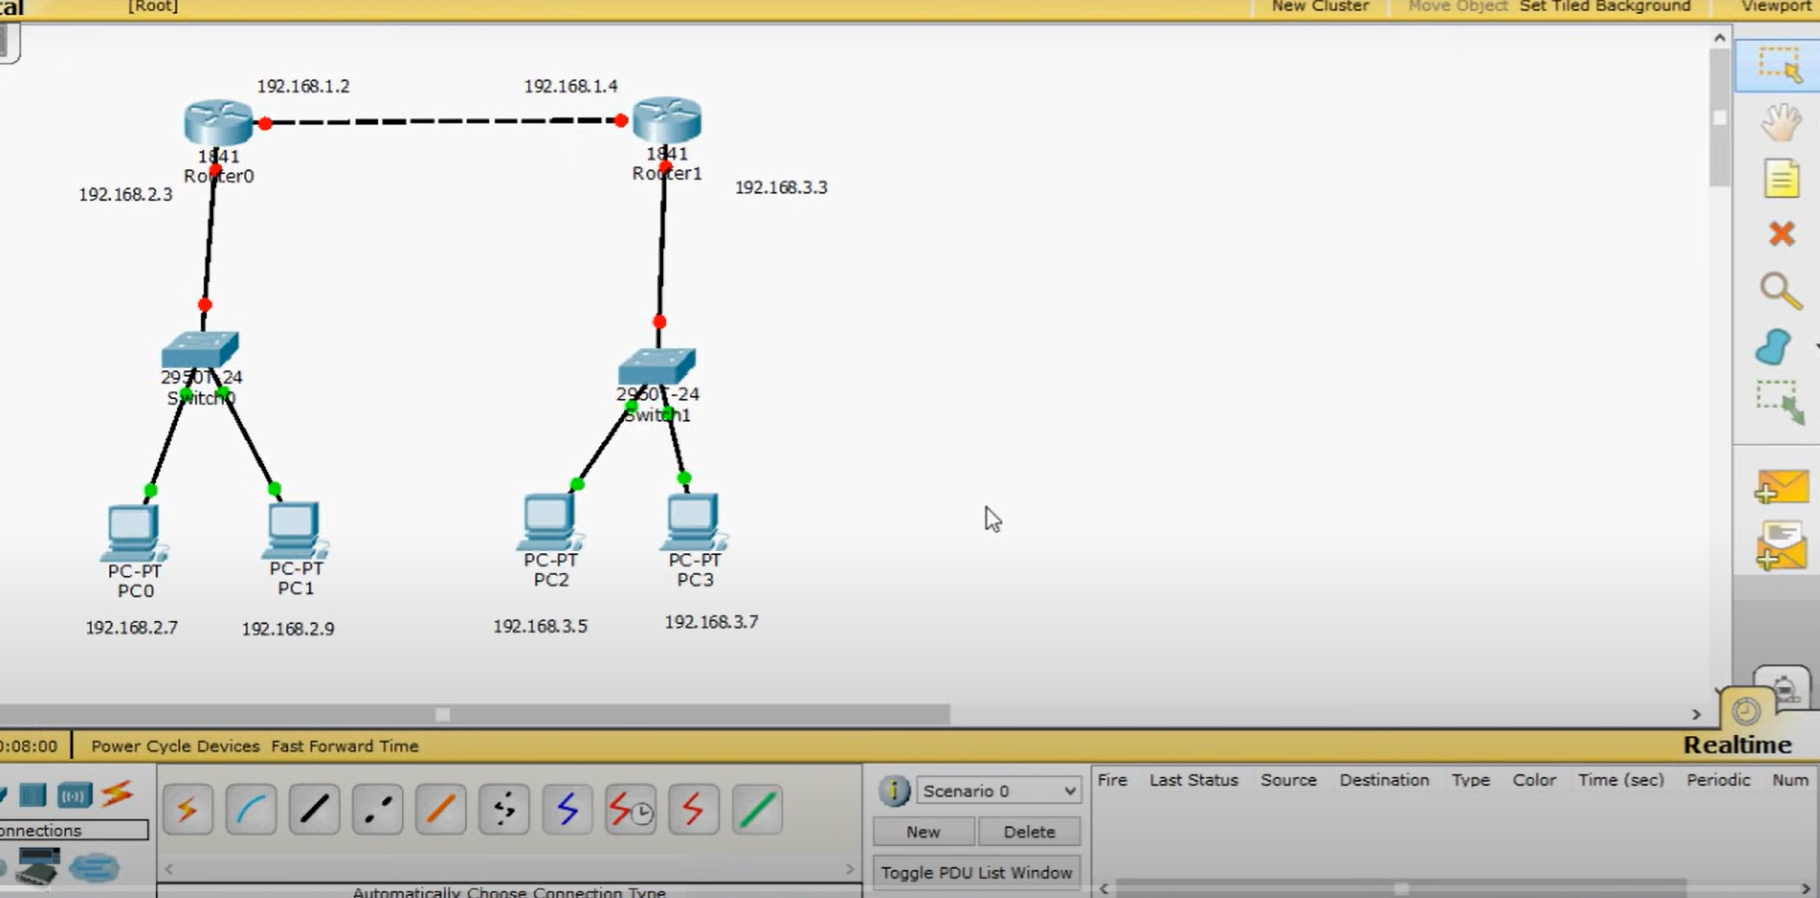 [Root]
New Cluster
Move Object
Set Tiled Background
Viewport
192.168.1.2
192.168.1.4
1841
Router0
1841
Router1
192.168.2.3
192.168.3.3
2950T-24
Switch0
2950T-24
Switch1
PC-PT
PC0
PC-PT
PC1
PC-PT
PC2
PC-PT
PC3
192.168.2.7
192.168.2.9
192.168.3.5
192.168.3.7
0:08:00
Power Cycle Devices Fast Forward Time
Realtime
onnections
Scenario 0
New
Delete
Toggle PDU List Window
Fire Last Status Source Destination Type Color Time (sec) Periodic Num
Automatically Choose Connection Type